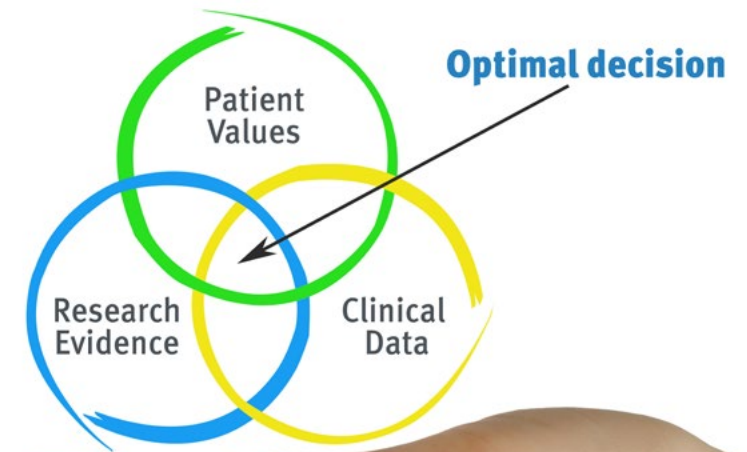 Optimal decision
Patient
Values
Research
Evidence
Clinical
Data